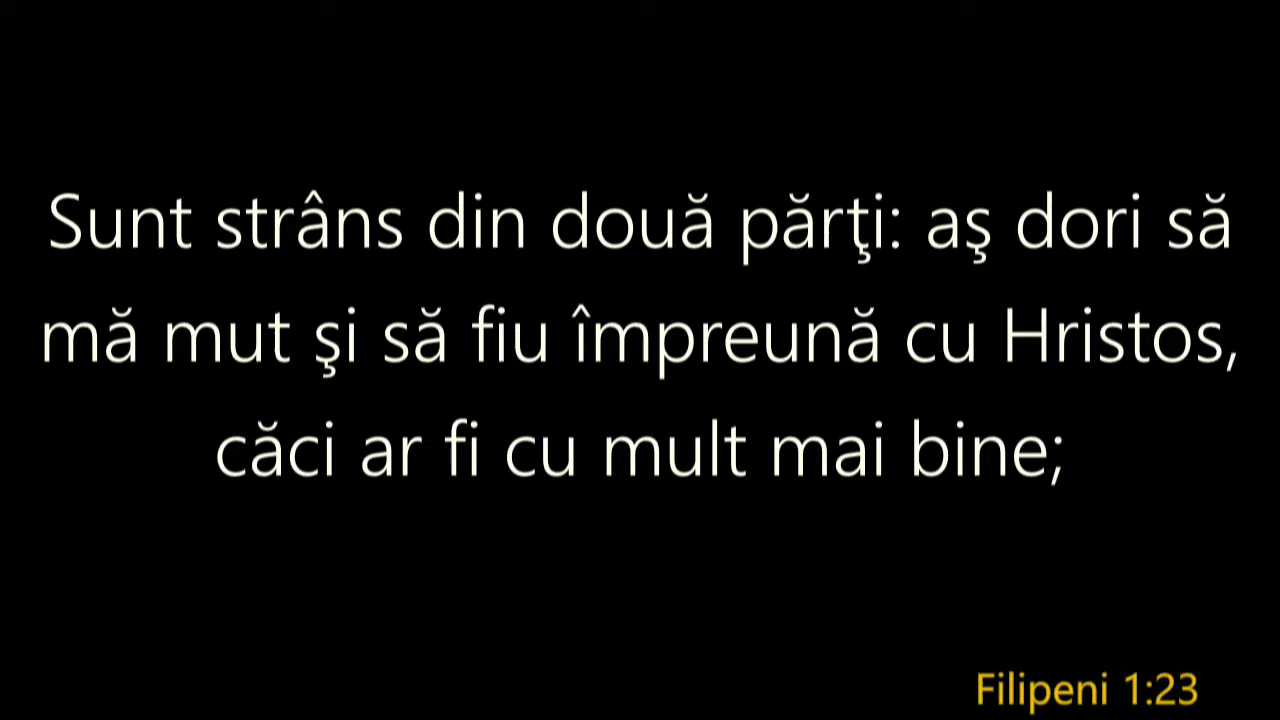 Sunt strâns din două părţi: aş dori să
mă mut şi să fiu împreună cu Hristos,
căci ar fi cu mult mai bine;
Filipeni 1:23